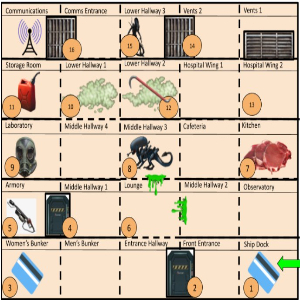 Communications Comms Entrance Lower Hallway 3 Vents 2 Vents 1
16 15 14
Storage Room Lower Hallway 1 Lower Hallway 2 Hospital Wing 1 Hospital Wing 2
11 10 12 13
Laboratory Middle Hallway 4 Middle Hallway 3 Cafeteria Kitchen
9 8 7
Armory Middle Hallway 1 Lounge Middle Hallway 2 Observatory
5 4 6
Women's Bunker Men's Bunker Entrance Hallway Front Entrance Ship Dock
3 2 1